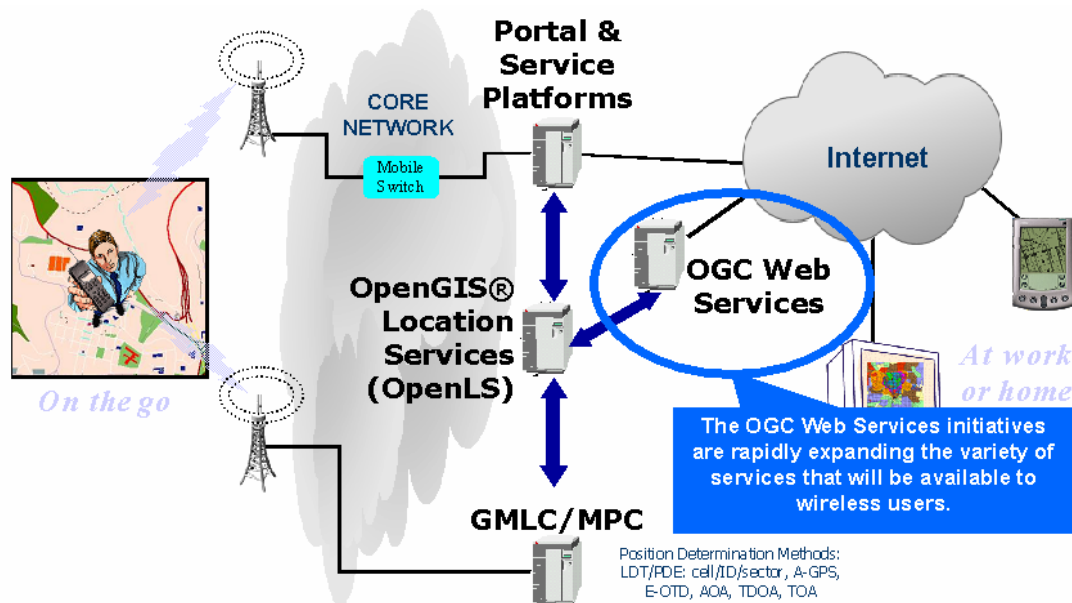 Portal &
Service
Platforms
CORE
NETWORK
Mobile
Switch
Internet
OGC Web
Services
OpenGIS®
Location
Services
(OpenLS)
On the go
At work
or home
The OGC Web Services initiatives
are rapidly expanding the variety of
services that will be available to
wireless users.
GMLC/MPC
Position Determination Methods:
LDT/PDE: cell/ID/sector, A-GPS,
E-OTD, AOA, TDOA, TOA